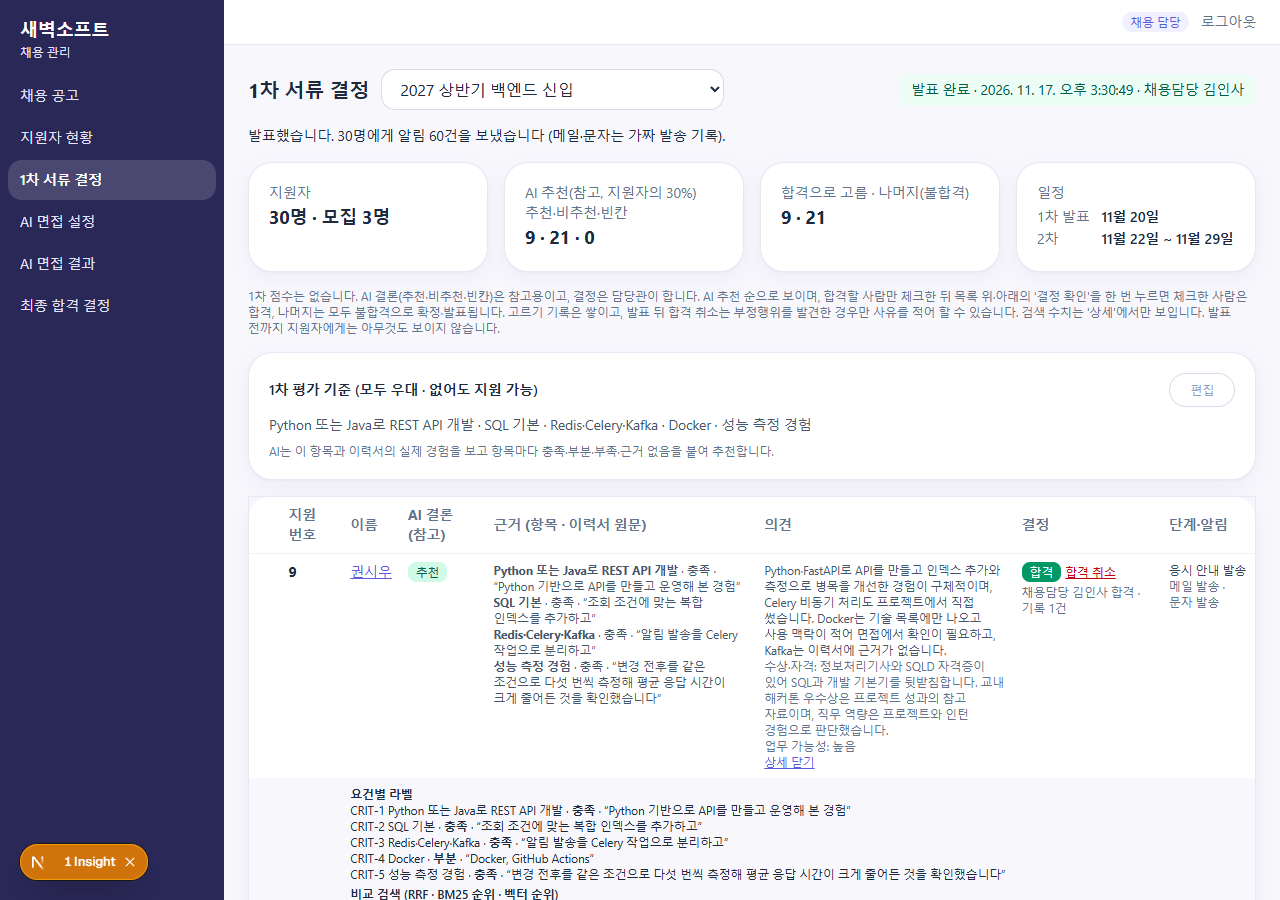 새벽소프트
채용 관리
채용 공고
지원자 현황
1차 서류 결정
AI 면접 설정
AI 면접 결과
최종 합격 결정
1 Insight
채용 담당
로그아웃
1차 서류 결정
2027 상반기 백엔드 신입
발표 완료 · 2026. 11. 17. 오후 3:30:49 · 채용담당 김인사
발표했습니다. 30명에게 알림 60건을 보냈습니다 (메일·문자는 가짜 발송 기록).
지원자
30명 · 모집 3명
AI 추천(참고, 지원자의 30%)
추천·비추천·빈칸
9 · 21 · 0
합격으로 고름 · 나머지(불합격)
9 · 21
일정
1차 발표 11월 20일
2차 11월 22일 ~ 11월 29일
1차 점수는 없습니다. AI 결론(추천·비추천·빈칸)은 참고용이고, 결정은 담당관이 합니다. AI 추천 순으로 보이며, 합격할 사람만 체크한 뒤 목록 위·아래의 '결정 확인'을 한 번 누르면 체크한 사람은
합격, 나머지는 모두 불합격으로 확정·발표됩니다. 고르기 기록은 쌓이고, 발표 뒤 합격 취소는 부정행위를 발견한 경우만 사유를 적어 할 수 있습니다. 검색 수치는 '상세'에서만 보입니다. 발표
전까지 지원자에게는 아무것도 보이지 않습니다.
1차 평가 기준 (모두 우대 · 없어도 지원 가능)
편집
Python 또는 Java로 REST API 개발 · SQL 기본 · Redis·Celery·Kafka · Docker · 성능 측정 경험
AI는 이 항목과 이력서의 실제 경험을 보고 항목마다 충족·부분·부족·근거 없음을 붙여 추천합니다.
지원
번호
이름
AI 결론
(참고)
근거 (항목 · 이력서 원문)
의견
결정
단계·알림
9
권시우
추천
Python 또는 Java로 REST API 개발 · 충족 ·
“Python 기반으로 API를 만들고 운영해 본 경험”
SQL 기본 · 충족 · “조회 조건에 맞는 복합
인덱스를 추가하고”
Redis·Celery·Kafka · 충족 · “알림 발송을 Celery
작업으로 분리하고”
성능 측정 경험 · 충족 · “변경 전후를 같은
조건으로 다섯 번씩 측정해 평균 응답 시간이
크게 줄어든 것을 확인했습니다”
Python·FastAPI로 API를 만들고 인덱스 추가와
측정으로 병목을 개선한 경험이 구체적이며,
Celery 비동기 처리도 프로젝트에서 직접
썼습니다. Docker는 기술 목록에만 나오고
사용 맥락이 적어 면접에서 확인이 필요하고,
Kafka는 이력서에 근거가 없습니다.
수상·자격: 정보처리기사와 SQLD 자격증이
있어 SQL과 개발 기본기를 뒷받침합니다. 교내
해커톤 우수상은 프로젝트 성과의 참고
자료이며, 직무 역량은 프로젝트와 인턴
경험으로 판단했습니다.
업무 가능성: 높음
상세 닫기
합격 합격 취소
채용담당 김인사 합격 ·
기록 1건
응시 안내 발송
메일 발송 ·
문자 발송
요건별 라벨
CRIT-1 Python 또는 Java로 REST API 개발 · 충족 · “Python 기반으로 API를 만들고 운영해 본 경험”
CRIT-2 SQL 기본 · 충족 · “조회 조건에 맞는 복합 인덱스를 추가하고”
CRIT-3 Redis·Celery·Kafka · 충족 · “알림 발송을 Celery 작업으로 분리하고”
CRIT-4 Docker · 부분 · “Docker, GitHub Actions”
CRIT-5 성능 측정 경험 · 충족 · “변경 전후를 같은 조건으로 다섯 번씩 측정해 평균 응답 시간이 크게 줄어든 것을 확인했습니다”
비교 검색 (RRF · BM25 순위 · 벡터 순위)